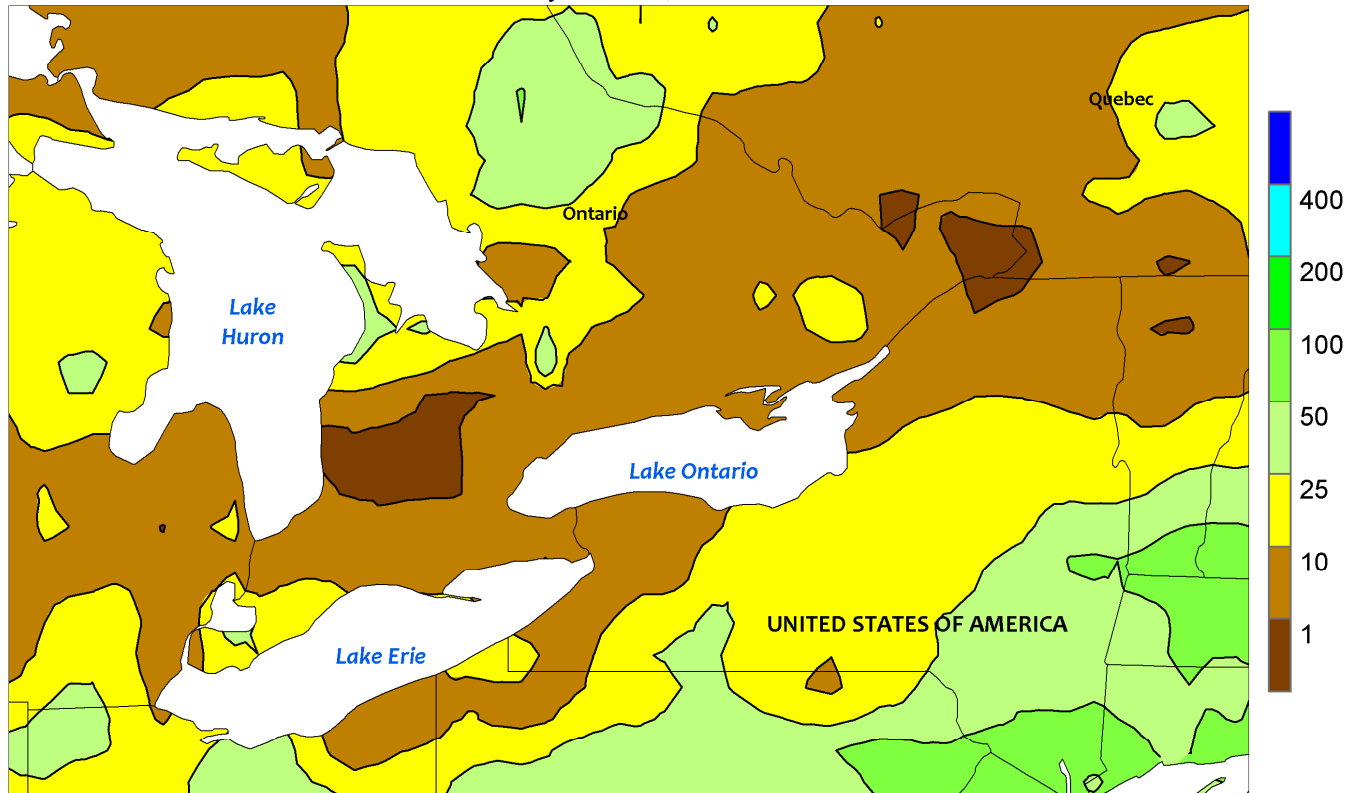 Quebec
Ontario
Lake
Huron
Lake Ontario
UNITED STATES OF AMERICA
Lake Erie
400
200
100
50
25
10
1